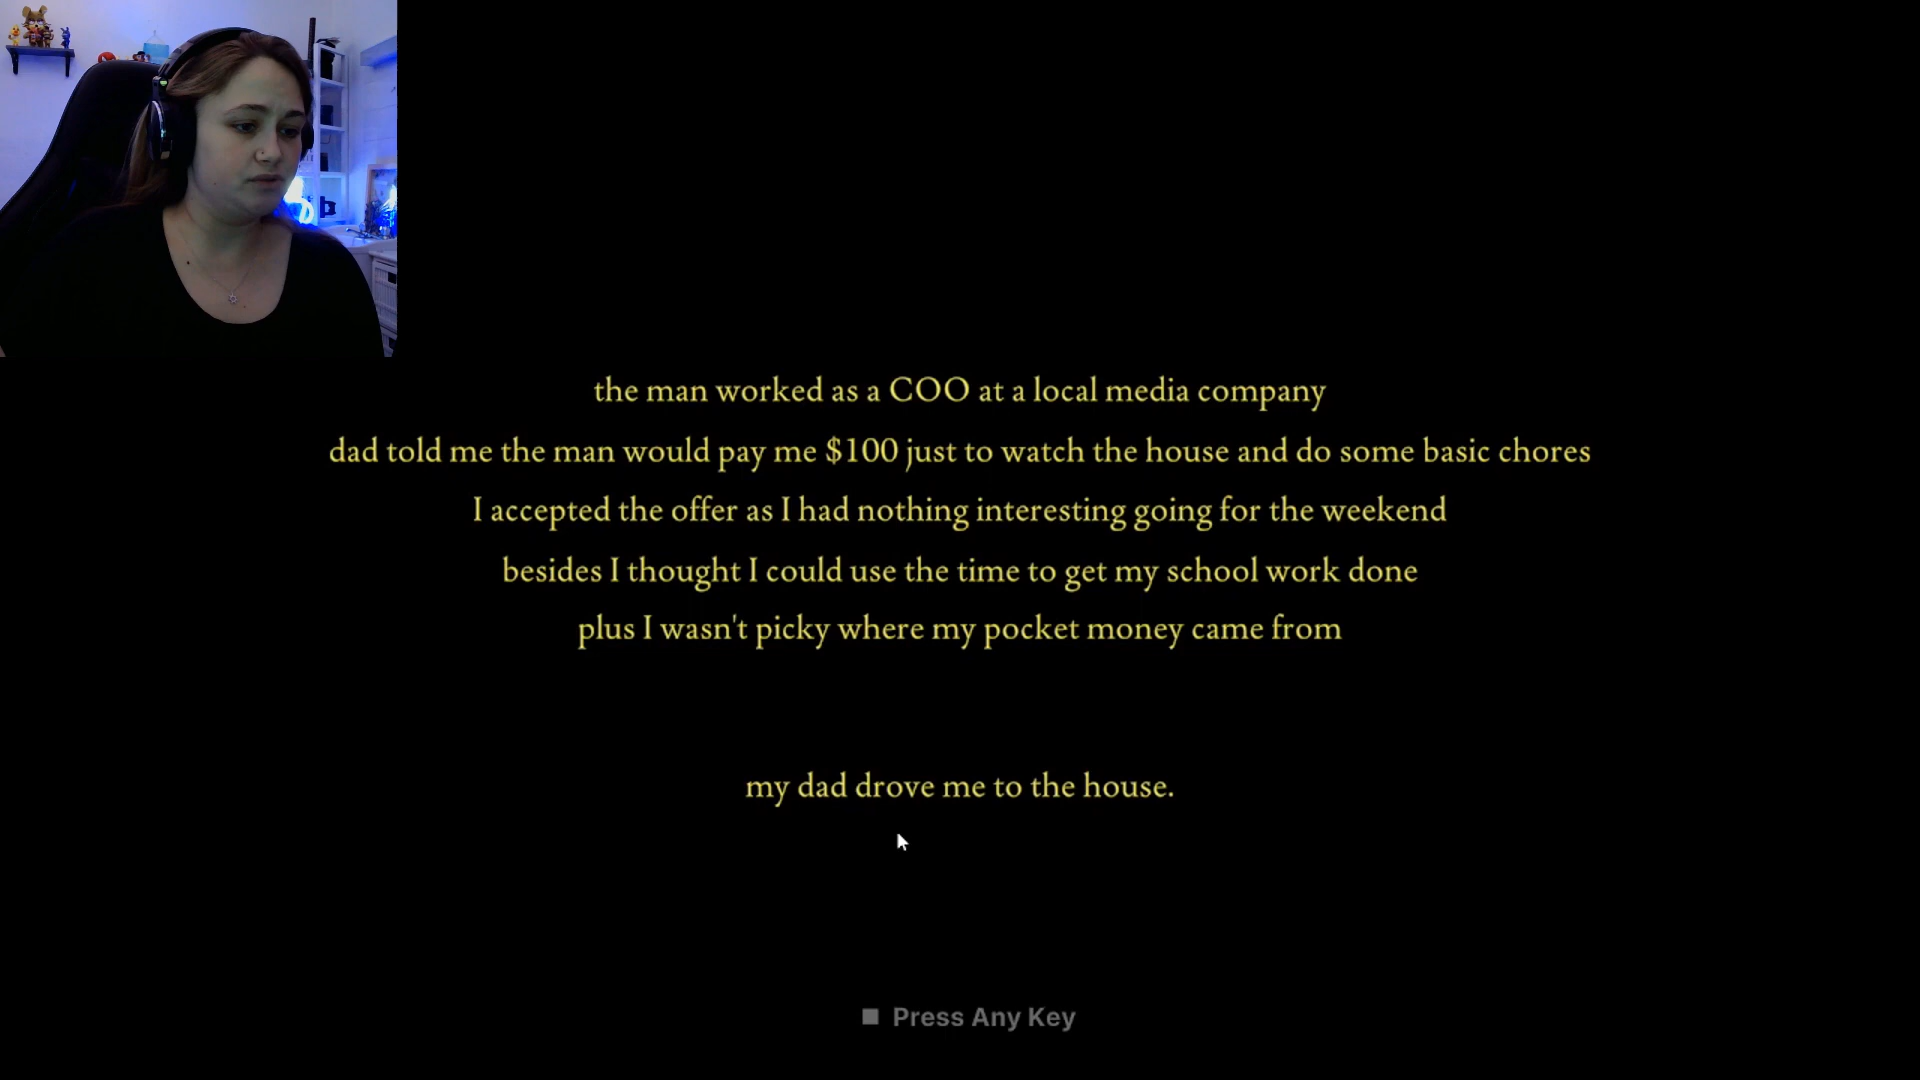 the man worked as a COO at a local media company
dad told me the man would pay me $100 just to watch the house and do some basic chores
I accepted the offer as I had nothing interesting going for the weekend
besides I thought I could use the time to get my school work done
plus I wasn't picky where my pocket money came from
my dad drove me to the house.
Press Any Key